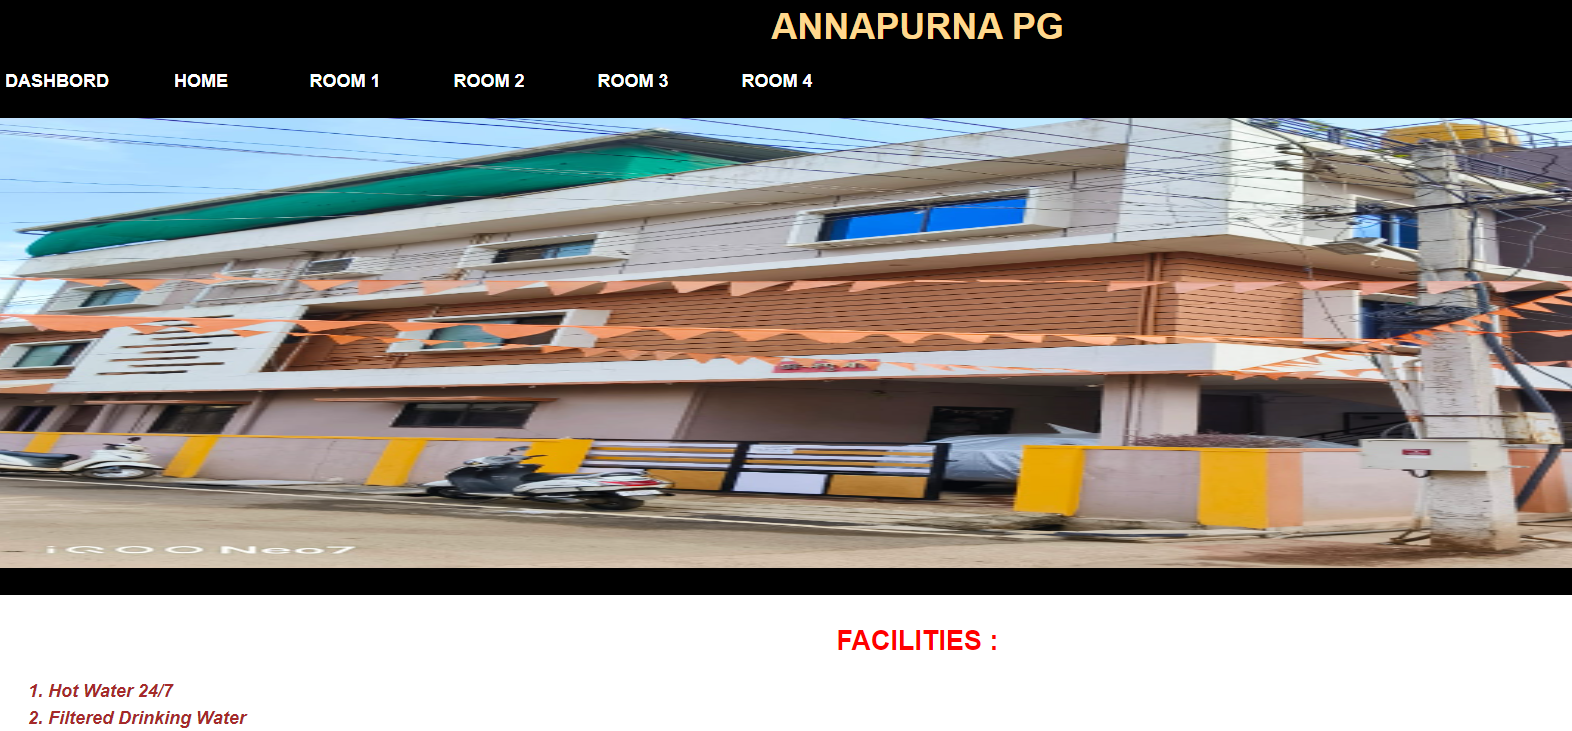 ANNAPURNA PG
DASHBORD HOME ROOM 1 ROOM 2 ROOM 3 ROOM 4
iQOO Neo7
FACILITIES :
1. Hot Water 24/7
2. Filtered Drinking Water